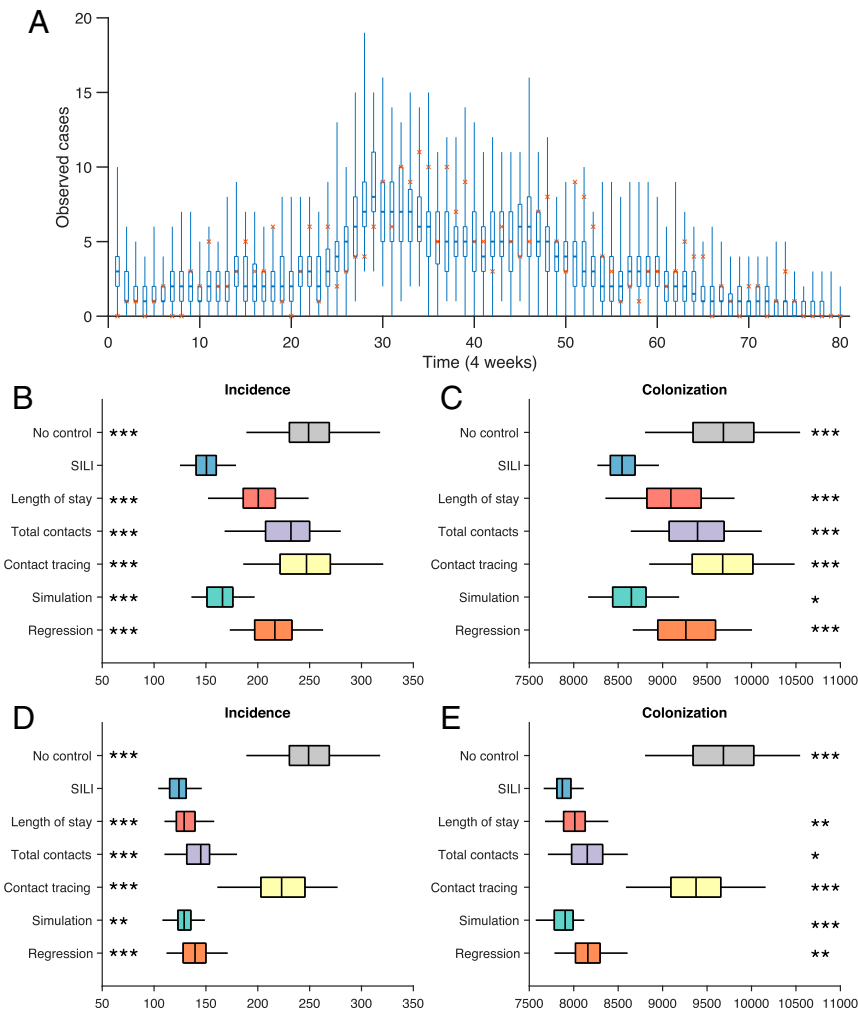 A
20
15
10
5
0
Observed cases
0 10 20 30 40 50 60 70 80
Time (4 weeks)
B
Incidence
No control ***
SILI
Length of stay ***
Total contacts ***
Contact tracing ***
Simulation ***
Regression ***
50 100 150 200 250 300 350
C
Colonization
No control ***
SILI
Length of stay ***
Total contacts ***
Contact tracing ***
Simulation *
Regression ***
7500 8000 8500 9000 9500 10000 10500 11000
D
Incidence
No control ***
SILI
Length of stay ***
Total contacts ***
Contact tracing ***
Simulation **
Regression ***
50 100 150 200 250 300 350
E
Colonization
No control ***
SILI
Length of stay **
Total contacts *
Contact tracing ***
Simulation ***
Regression **
7500 8000 8500 9000 9500 10000 10500 11000